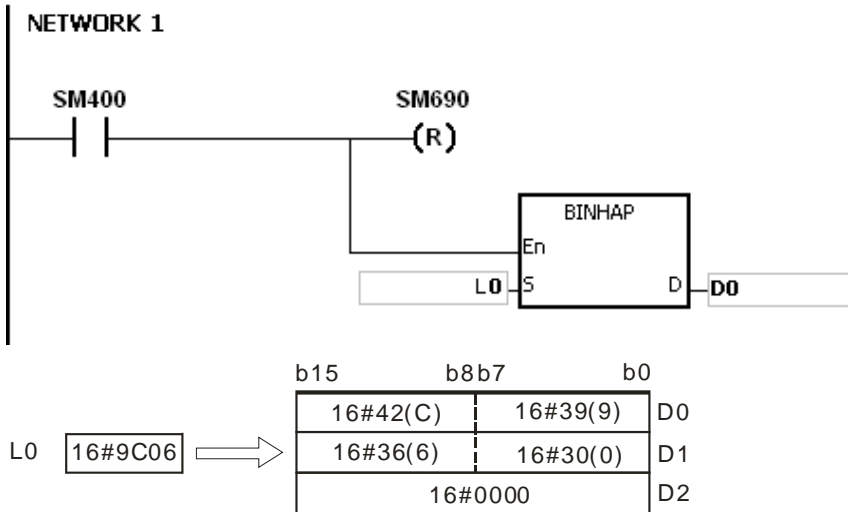 NETWORK 1
SM400 SM690
(R)
BINHAP
En
L0 S D D0
b15 b8 b7 b0
16#42(C) 16#39(9) D0
L0 16#9C06 16#36(6) 16#30(0) D1
16#0000 D2